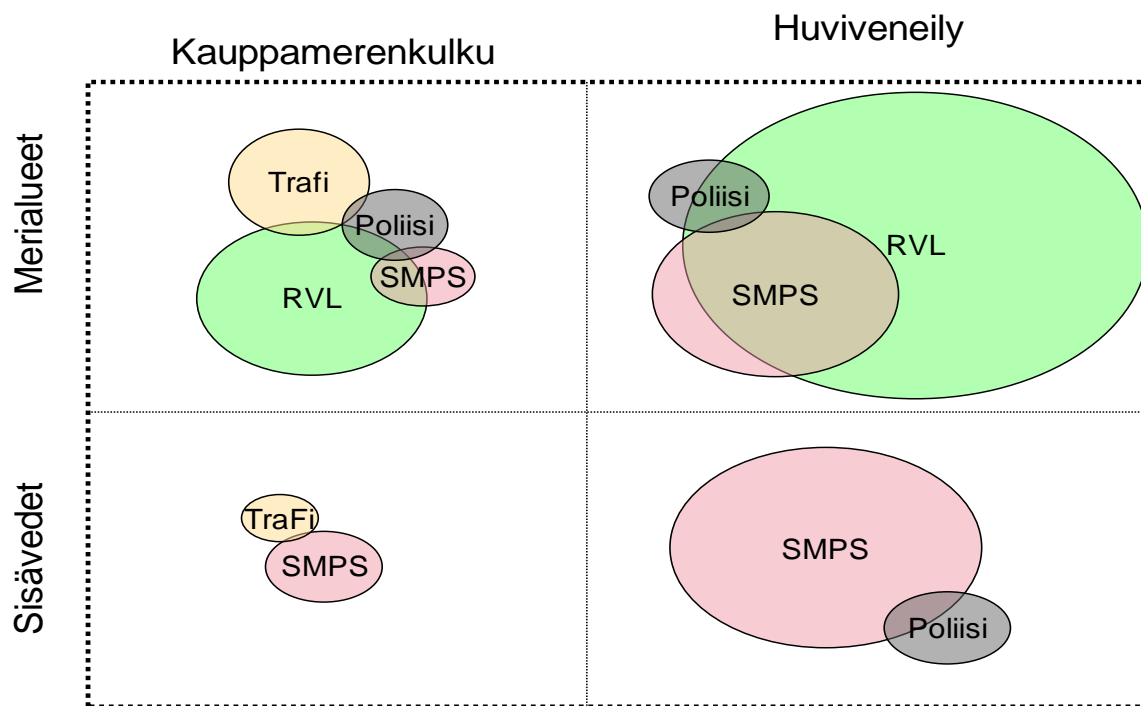 Kauppamerenkulku
Huviveneily
Merialueet
Trafi
Poliisi
SMPS
RVL
Poliisi
RVL
SMPS
Sisävedet
TraFi
SMPS
SMPS
Poliisi